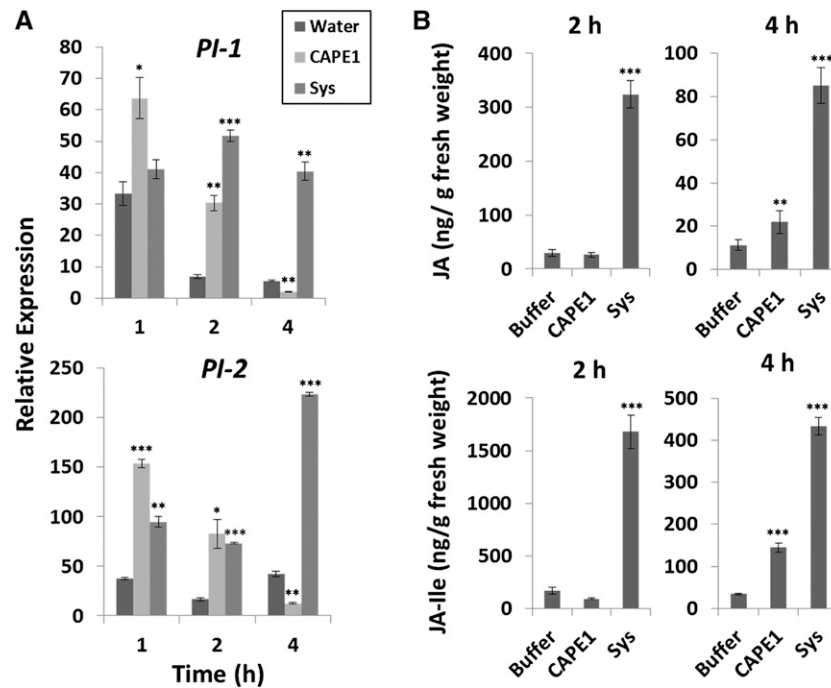 A
PI-1
Water
CAPE1
Sys
Relative Expression
80
70
60
50
40
30
20
10
0
*
**
***
**
**
1
2
4
PI-2
250
200
150
100
50
0
***
**
*
***
**
***
1
2
4
Time (h)
B
2 h
JA (ng/ g fresh weight)
400
300
200
100
0
***
Buffer
CAPE1
Sys
4 h
100
80
60
40
20
0
**
***
Buffer
CAPE1
Sys
2 h
JA-Ile (ng/g fresh weight)
2000
1500
1000
500
0
***
Buffer
CAPE1
Sys
4 h
500
400
300
200
100
0
***
***
Buffer
CAPE1
Sys